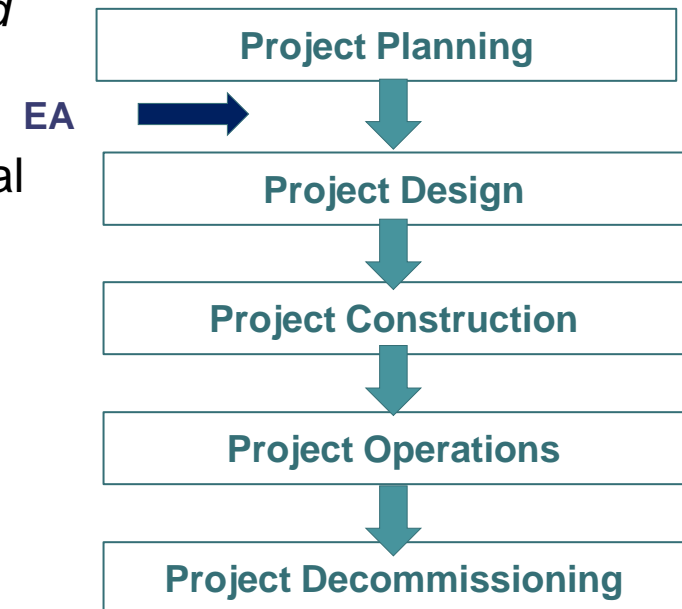 Project Planning
EA
Project Design
Project Construction
Project Operations
Project Decommissioning